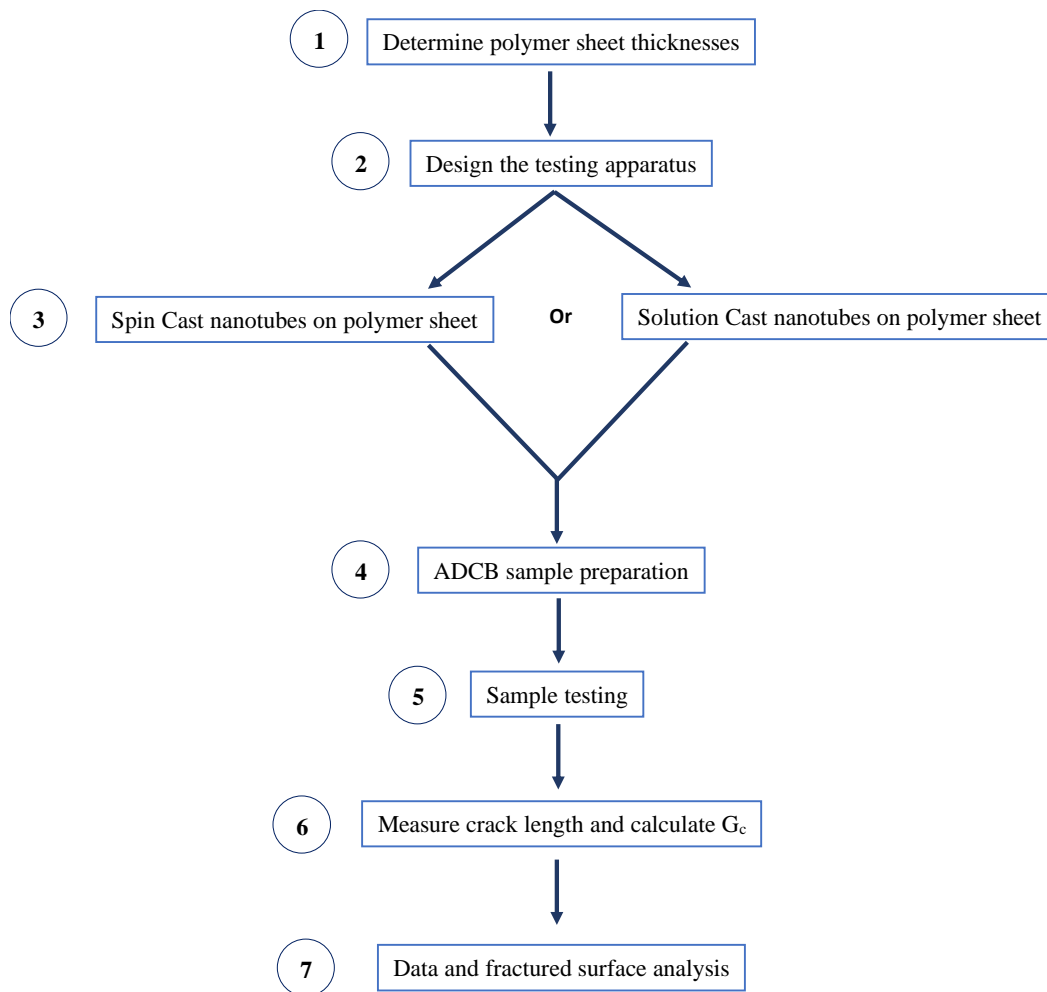 1 Determine polymer sheet thicknesses
2 Design the testing apparatus
3 Spin Cast nanotubes on polymer sheet Or Solution Cast nanotubes on polymer sheet
4 ADCB sample preparation
5 Sample testing
6 Measure crack length and calculate G<sub>c</sub>
7 Data and fractured surface analysis